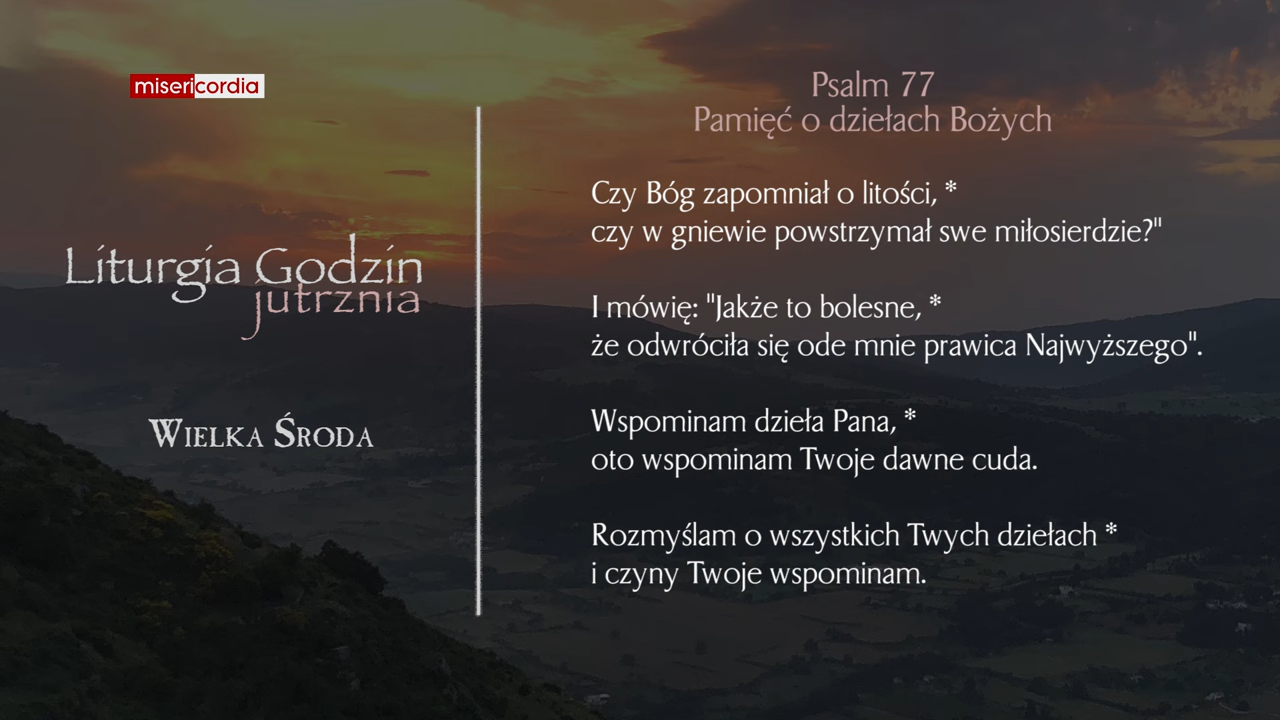 misericordia
Liturgia Godzin
jutrznia
Wielka Środa
Psalm 77
Pamięć o dziełach Bożych
Czy Bóg zapomniał o litości, *
czy w gniewie powstrzymał swe miłosierdzie?"
I mówię: "Jakże to bolesne, *
że odwróciła się ode mnie prawica Najwyższego".
Wspominam dzieła Pana, *
oto wspominam Twoje dawne cuda.
Rozmyślam o wszystkich Twych dziełach *
i czyny Twoje wspominam.